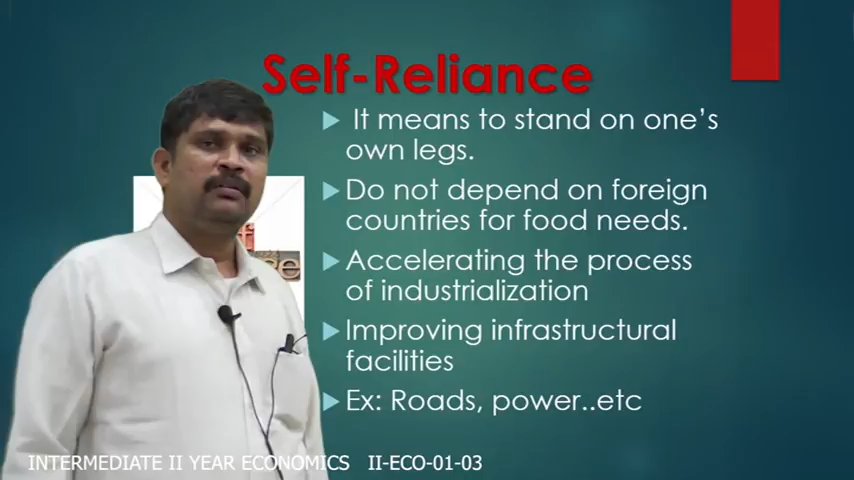 Self-Reliance
It means to stand on one's
own legs.
Do not depend on foreign
countries for food needs.
Accelerating the process
of industrialization
Improving infrastructural
facilities
Ex: Roads, power..etc
INTERMEDIATE II YEAR ECONOMICS II-ECO-01-03